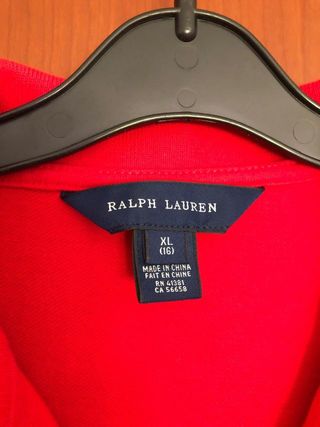 RALPH LAUREN
XL
(16)
MADE IN CHINA
FAIT EN CHINE
RN 41381
CA 56658